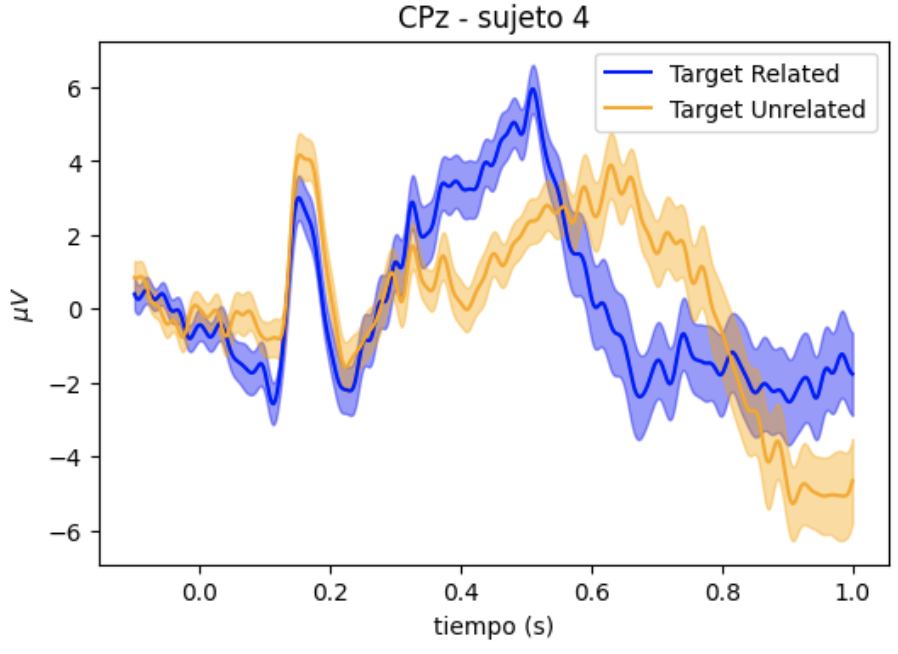 CPz - sujeto 4
Target Related
Target Unrelated
6
4
2
0
−2
−4
−6
μV
0.0 0.2 0.4 0.6 0.8 1.0
tiempo (s)